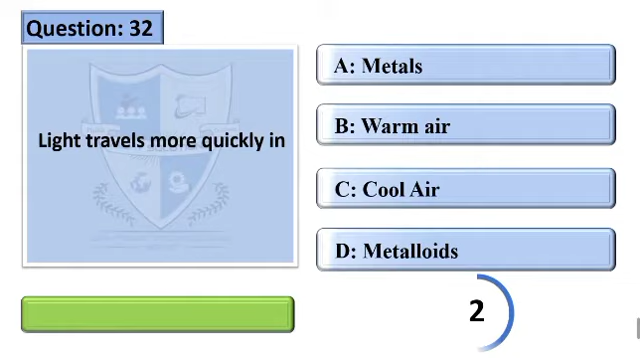 Question: 32
Light travels more quickly in
A: Metals
B: Warm air
C: Cool Air
D: Metalloids
2